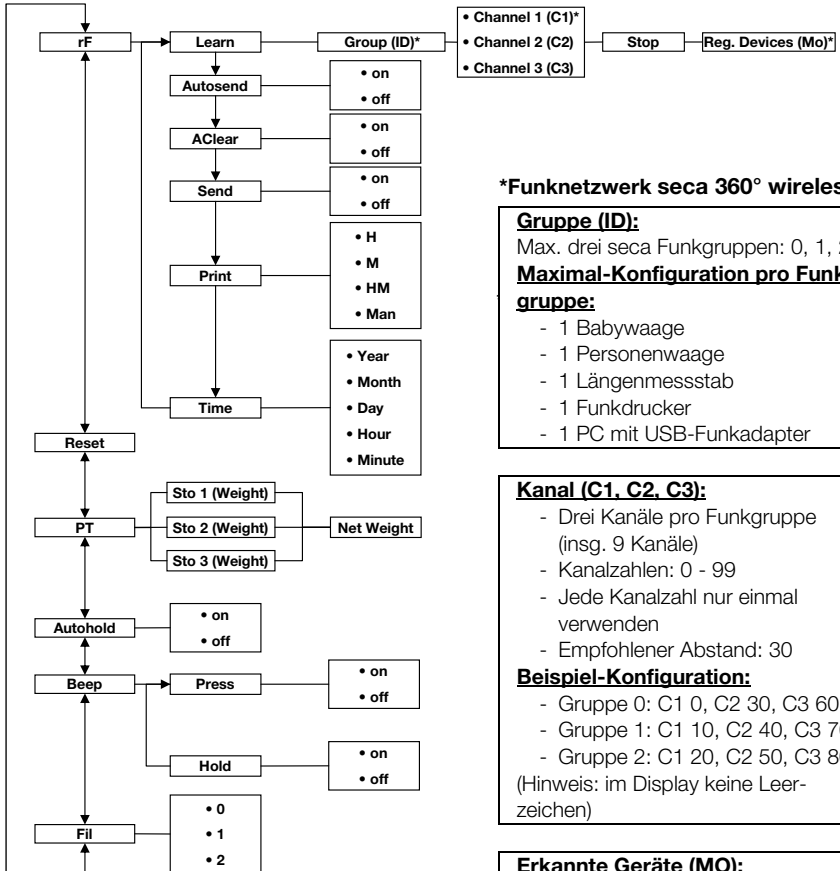 rF
Learn
Group (ID)*
• Channel 1 (C1)*
• Channel 2 (C2)
• Channel 3 (C3)
Stop
Reg. Devices (Mo)*
Autosend
• on
• off
AClear
• on
• off
Send
• on
• off
Print
• H
• M
• HM
• Man
Time
• Year
• Month
• Day
• Hour
• Minute
Reset
PT
Sto 1 (Weight)
Sto 2 (Weight)
Sto 3 (Weight)
Net Weight
Autohold
• on
• off
Beep
Press
• on
• off
Hold
• on
• off
Fil
• 0
• 1
• 2
*Funknetzwerk seca 360°
Gruppe (ID):
Max. drei seca Funkgruppen: 0, 1,
Maximal-Konfiguration pro
gruppe:
- 1 Babywaage
- 1 Personenwaage
- 1 Längenmessstab
- 1 Funkdrucker
- 1 PC mit USB-Funkadapter
Kanal (C1, C2, C3):
- Drei Kanäle pro Funkgruppe
(insg. 9 Kanäle)
- Kanalzahlen: 0 - 99
- Jede Kanalzahl nur einmal
verwenden
- Empfohlener Abstand: 30
Beispiel-Konfiguration:
- Gruppe 0: C1 0, C2 30, C3 60
- Gruppe 1: C1 10, C2 40, C3
- Gruppe 2: C1 20, C2 50, C3
(Hinweis: im Display keine Leer-
zeichen)
Erkannte Geräte (MO):